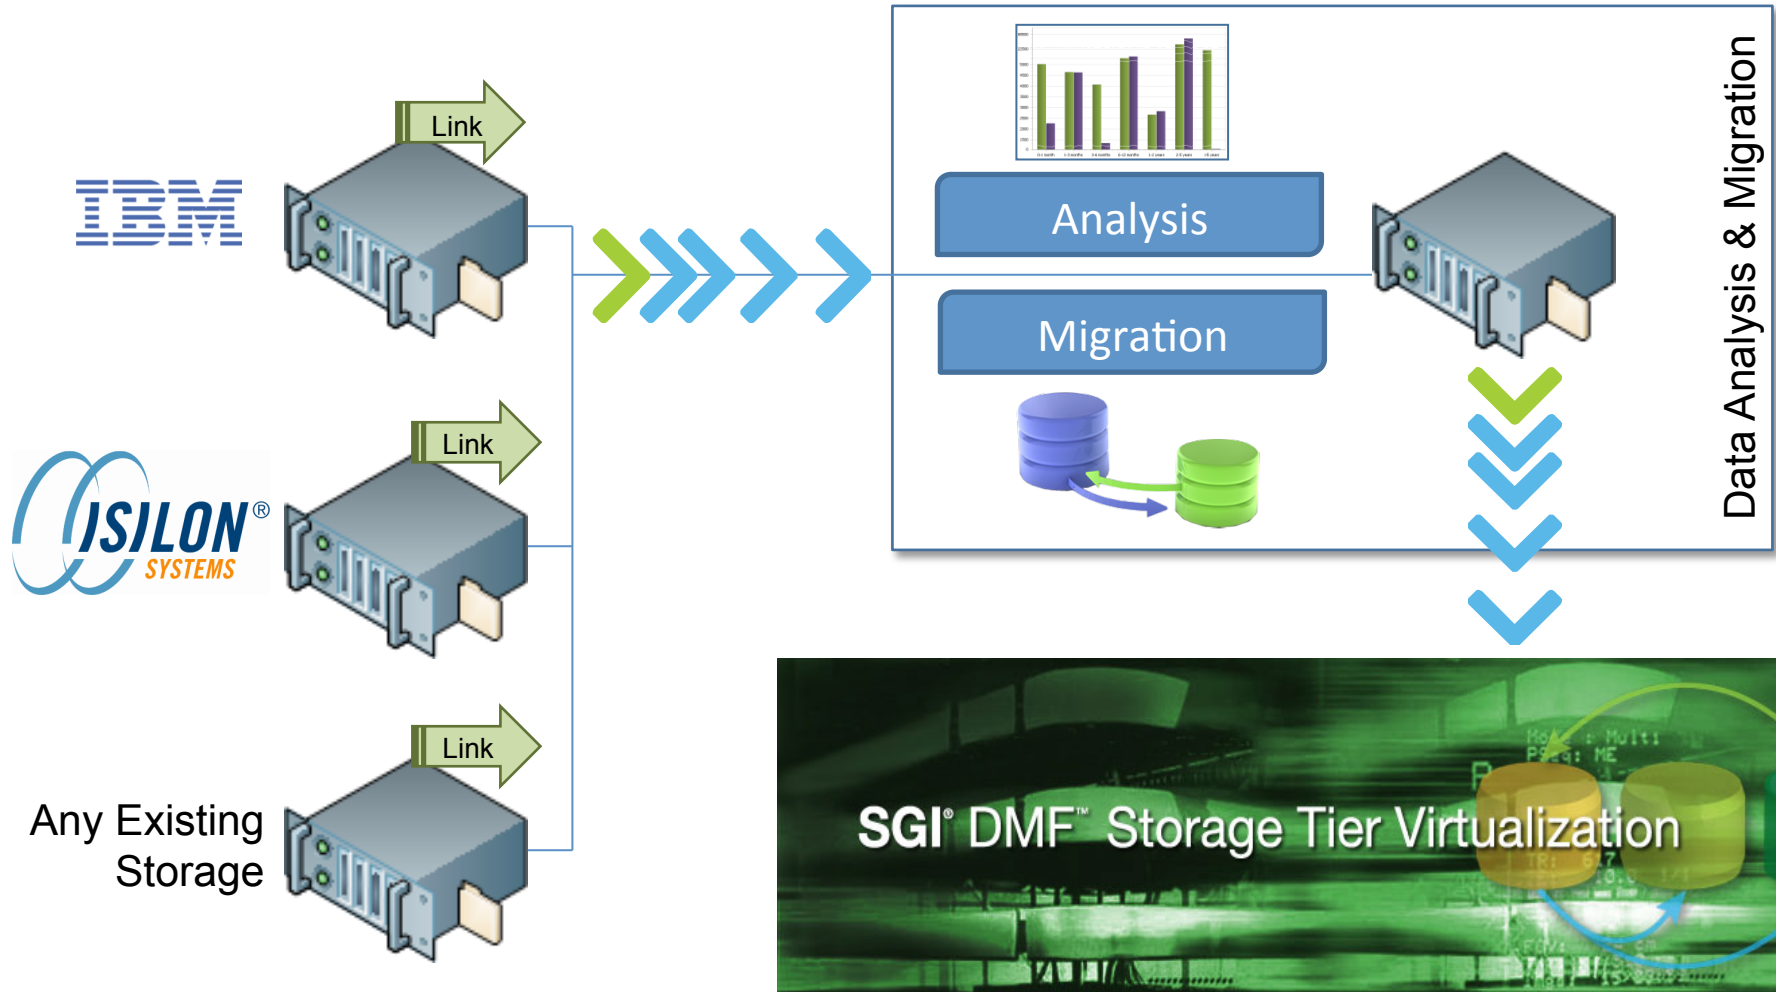 Link
IBM
Link
ISILON®
SYSTEMS
Link
Any Existing
Storage
Analysis
Migration
Data Analysis & Migration
SGI® DMF™ Storage Tier Virtualization